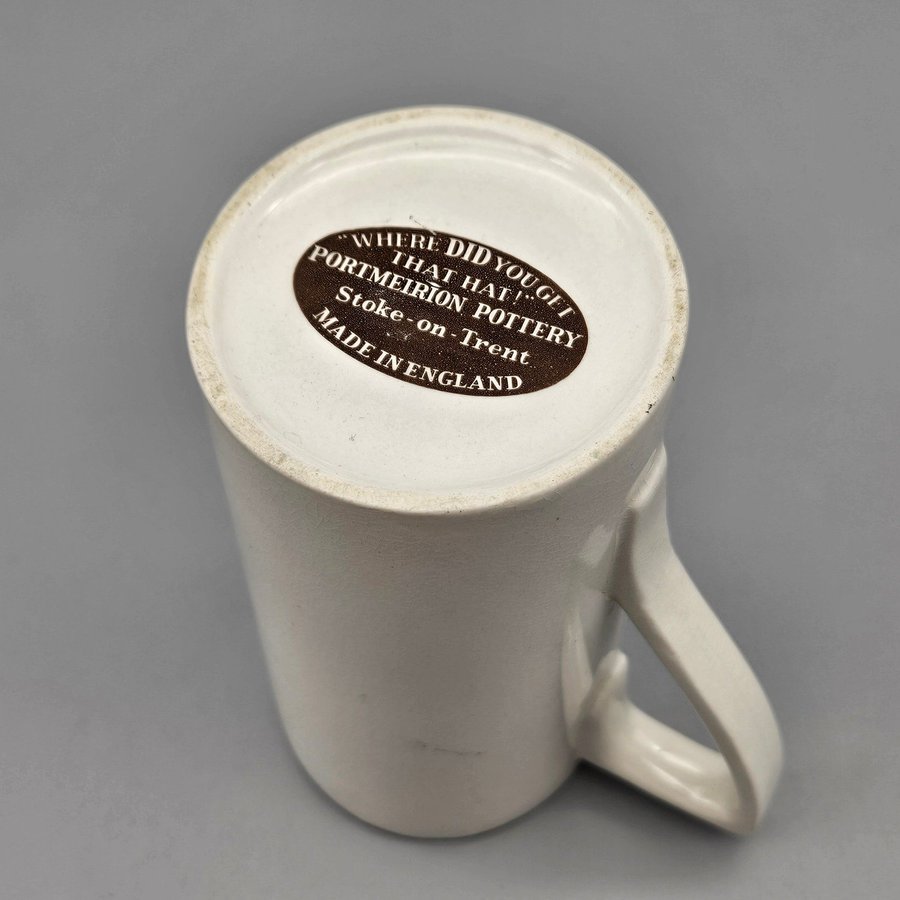 "WHERE DID YOU GET
THAT HAT!"
PORTMEIRION POTTERY
Stoke-on-Trent
MADE IN ENGLAND